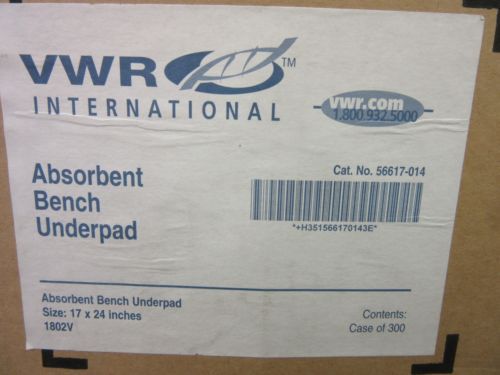 VWR TM
INTERNATIONAL
vwr.com
1.800.932.5000
Absorbent
Bench
Underpad
Cat. No. 56617-014
*+H351566170143E*
Absorbent Bench Underpad
Size: 17 x 24 inches
1802V
Contents:
Case of 300